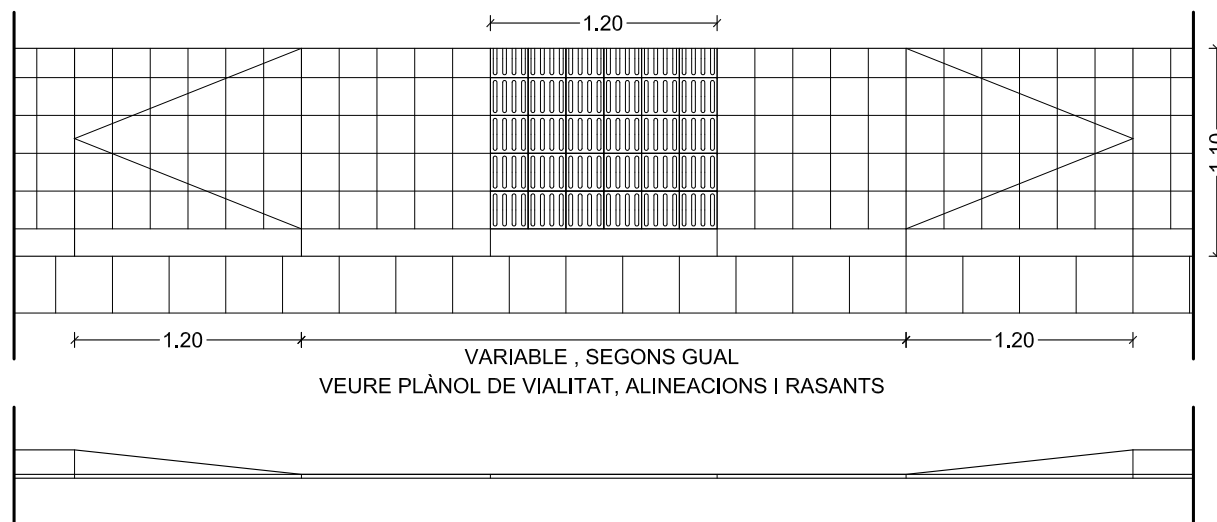 1.20
1.10
1.20
1.20
VARIABLE , SEGONS GUAL
VEURE PLÀNOL DE VIALITAT, ALINEACIONS I RASANTS